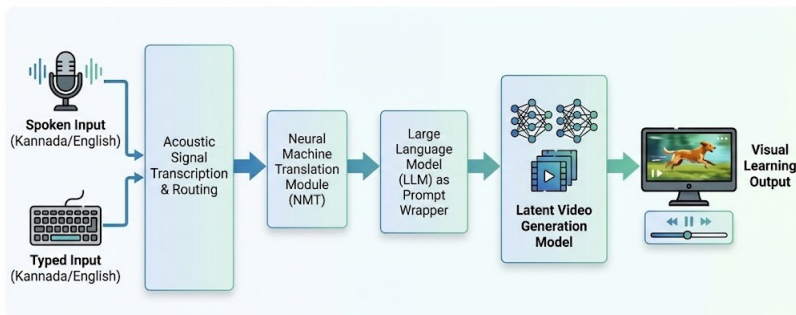 Spoken Input
(Kannada/English)
Typed Input
(Kannada/English)
Acoustic
Signal
Transcription
& Routing
Neural
Machine
Translation
Module
(NMT)
Large
Language
Model
(LLM) as
Prompt
Wrapper
Latent Video
Generation
Model
Visual
Learning
Output